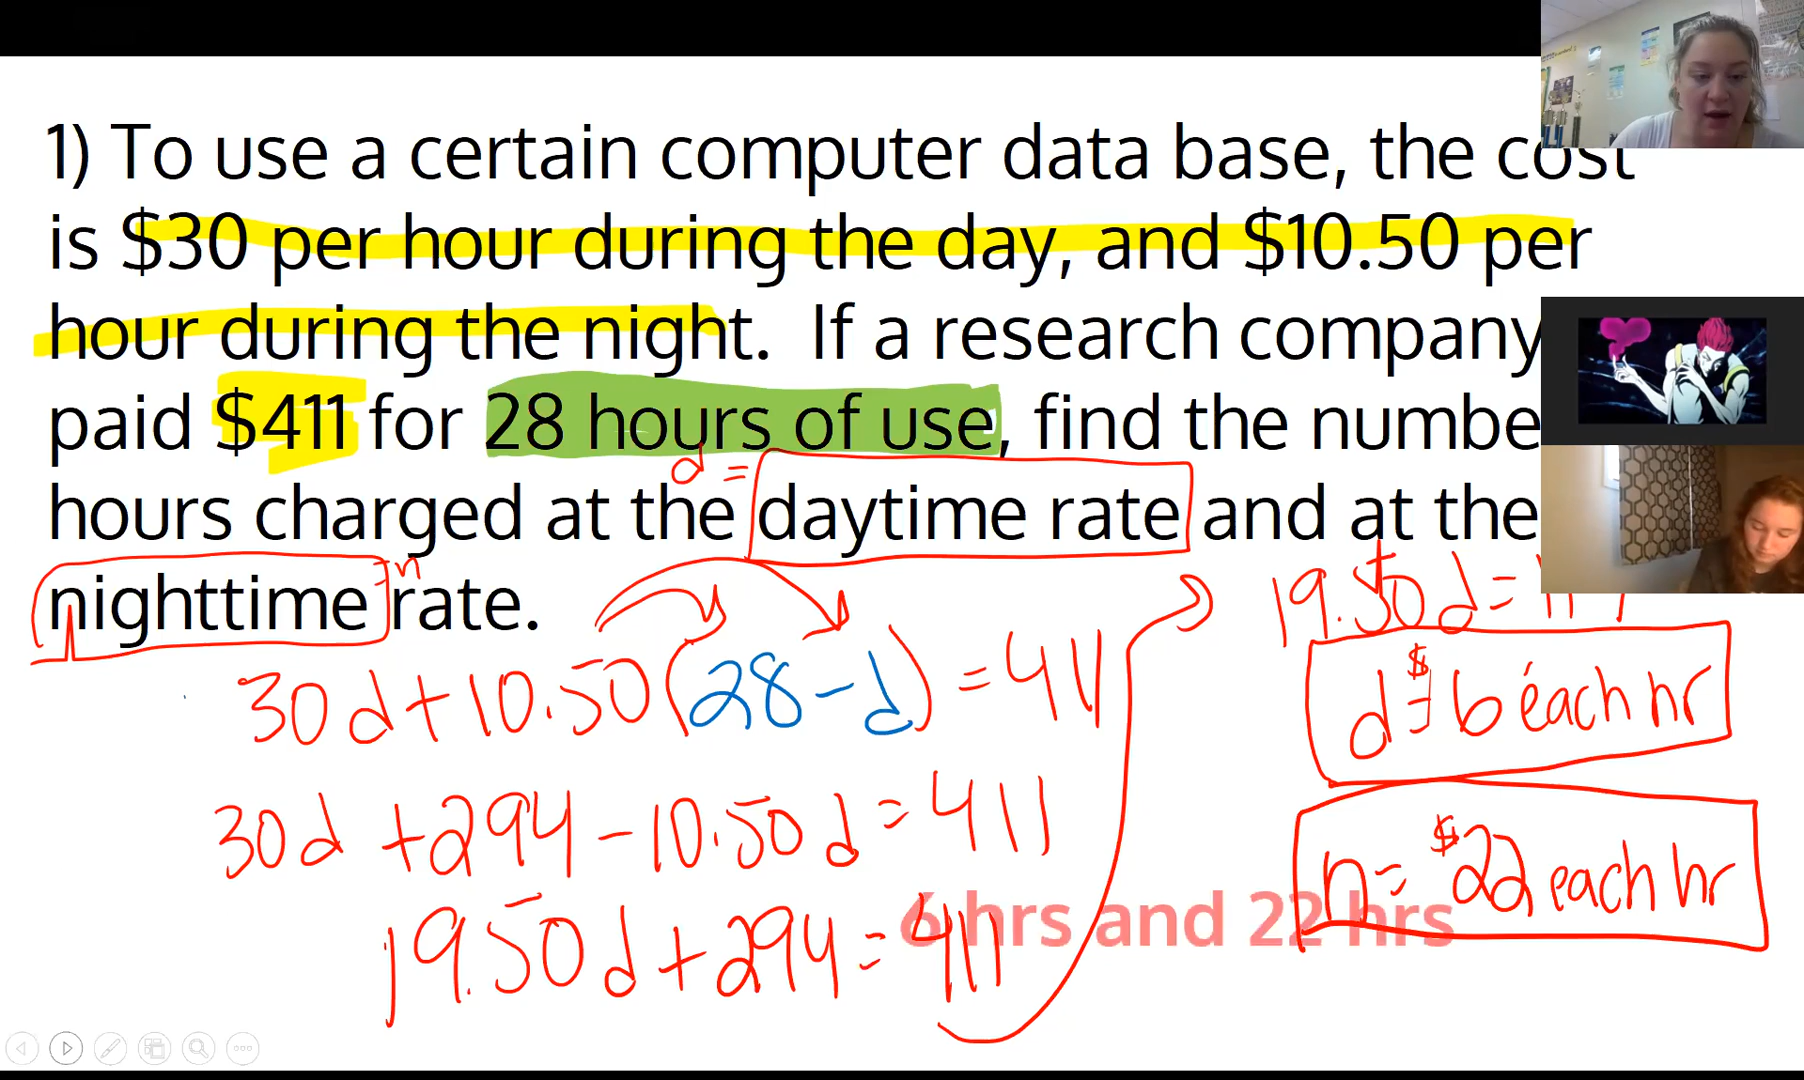 1) To use a certain computer data base, the cost
is $30 per hour during the day, and $10.50 per
hour during the night. If a research company
paid $411 for 28 hours of use, find the numbe
d =
hours charged at the daytime rate and at the
nighttime rate.
= n
30d + 10.50(28 - d) = 411
30d + 294 - 10.50d = 411
19.50d + 294 = 411
19.50d =
d = $6 each hr
n = $22 each hr
6 hrs and 22 hrs